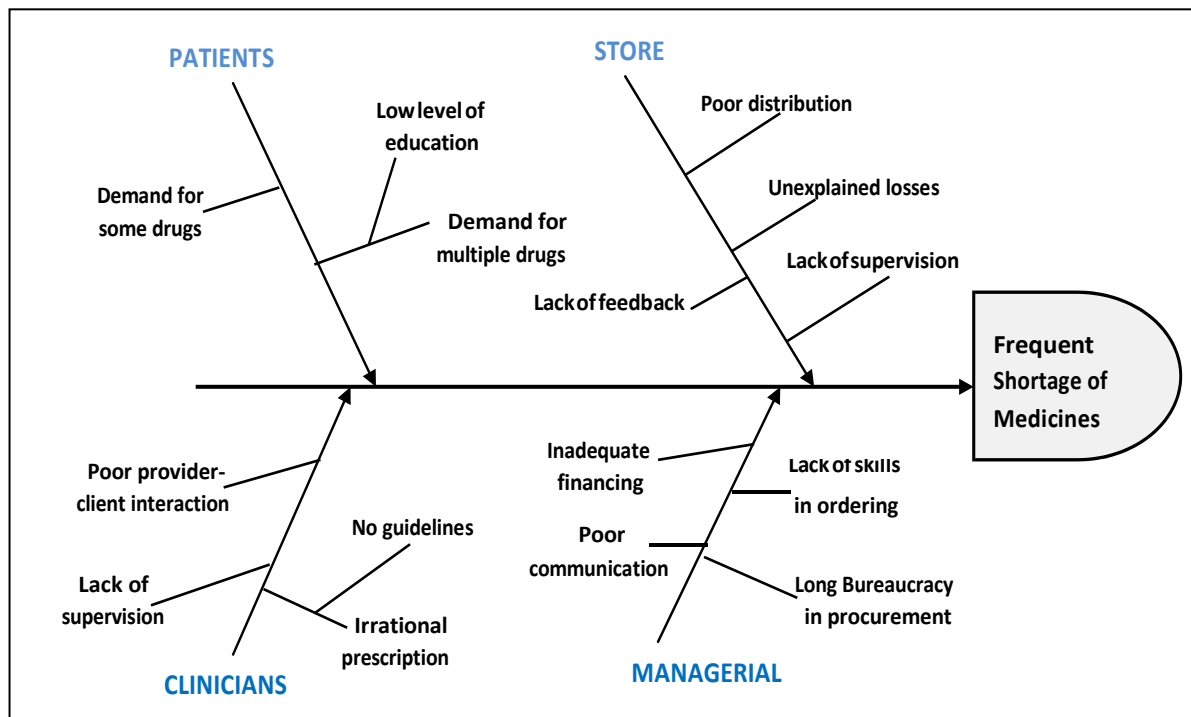 PATIENTS
STORE
Low level of
education
Demand for
some drugs
Demand for
multiple drugs
Poor distribution
Unexplained losses
Lack of supervision
Lack of feedback
Frequent
Shortage of
Medicines
Poor provider-
client interaction
No guidelines
Lack of
supervision
Irrational
prescription
CLINICIANS
Inadequate
financing
Lack of skills
in ordering
Poor
communication
Long Bureaucracy
in procurement
MANAGERIAL